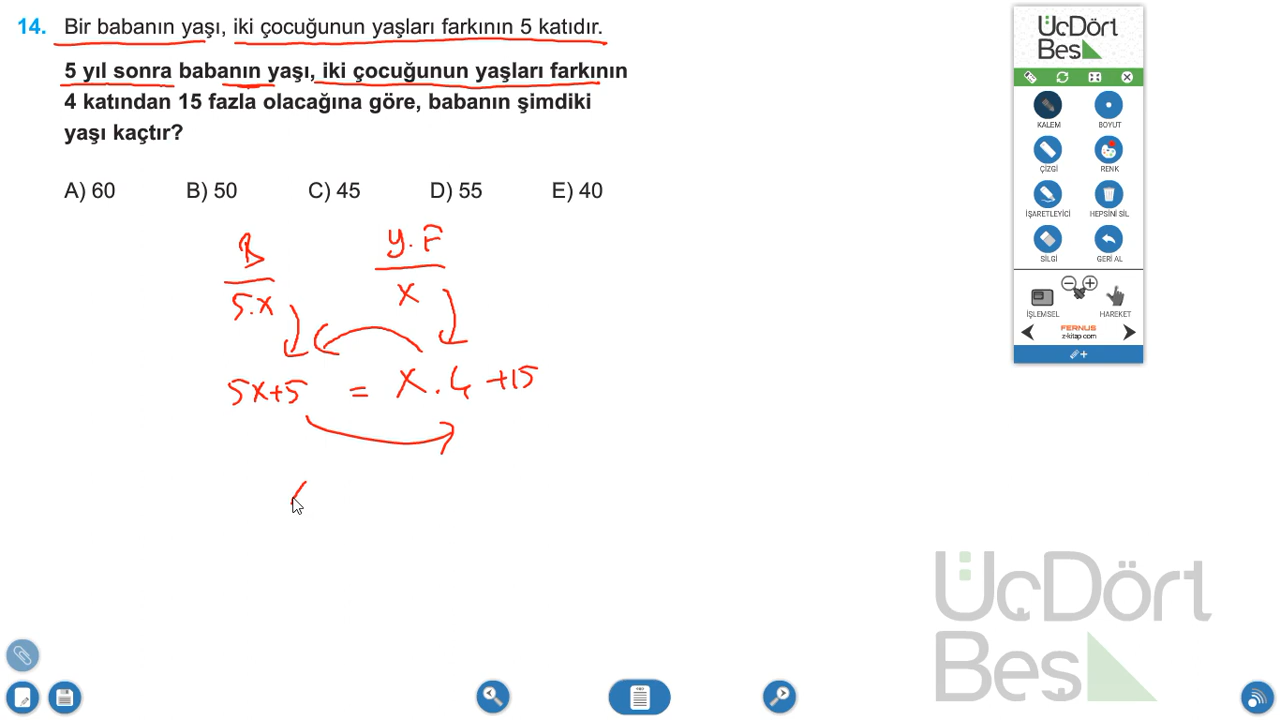 14. Bir babanın yaşı, iki çocuğunun yaşları farkının 5 katıdır.
5 yıl sonra babanın yaşı, iki çocuğunun yaşları farkının
4 katından 15 fazla olacağına göre, babanın şimdiki
yaşı kaçtır?
A) 60 B) 50 C) 45 D) 55 E) 40
B y.F
5.x x
5x+5 = x.4 +15
ÜçDört
Beş
KALEM BOYUT
ÇİZGİ RENK
İŞARETLEYİCİ HEPSİNİ SİL
SİLGİ GERİ AL
İŞLEMSEL HAREKET
FERNUS
z-kitap.com
ÜçDört
Beş